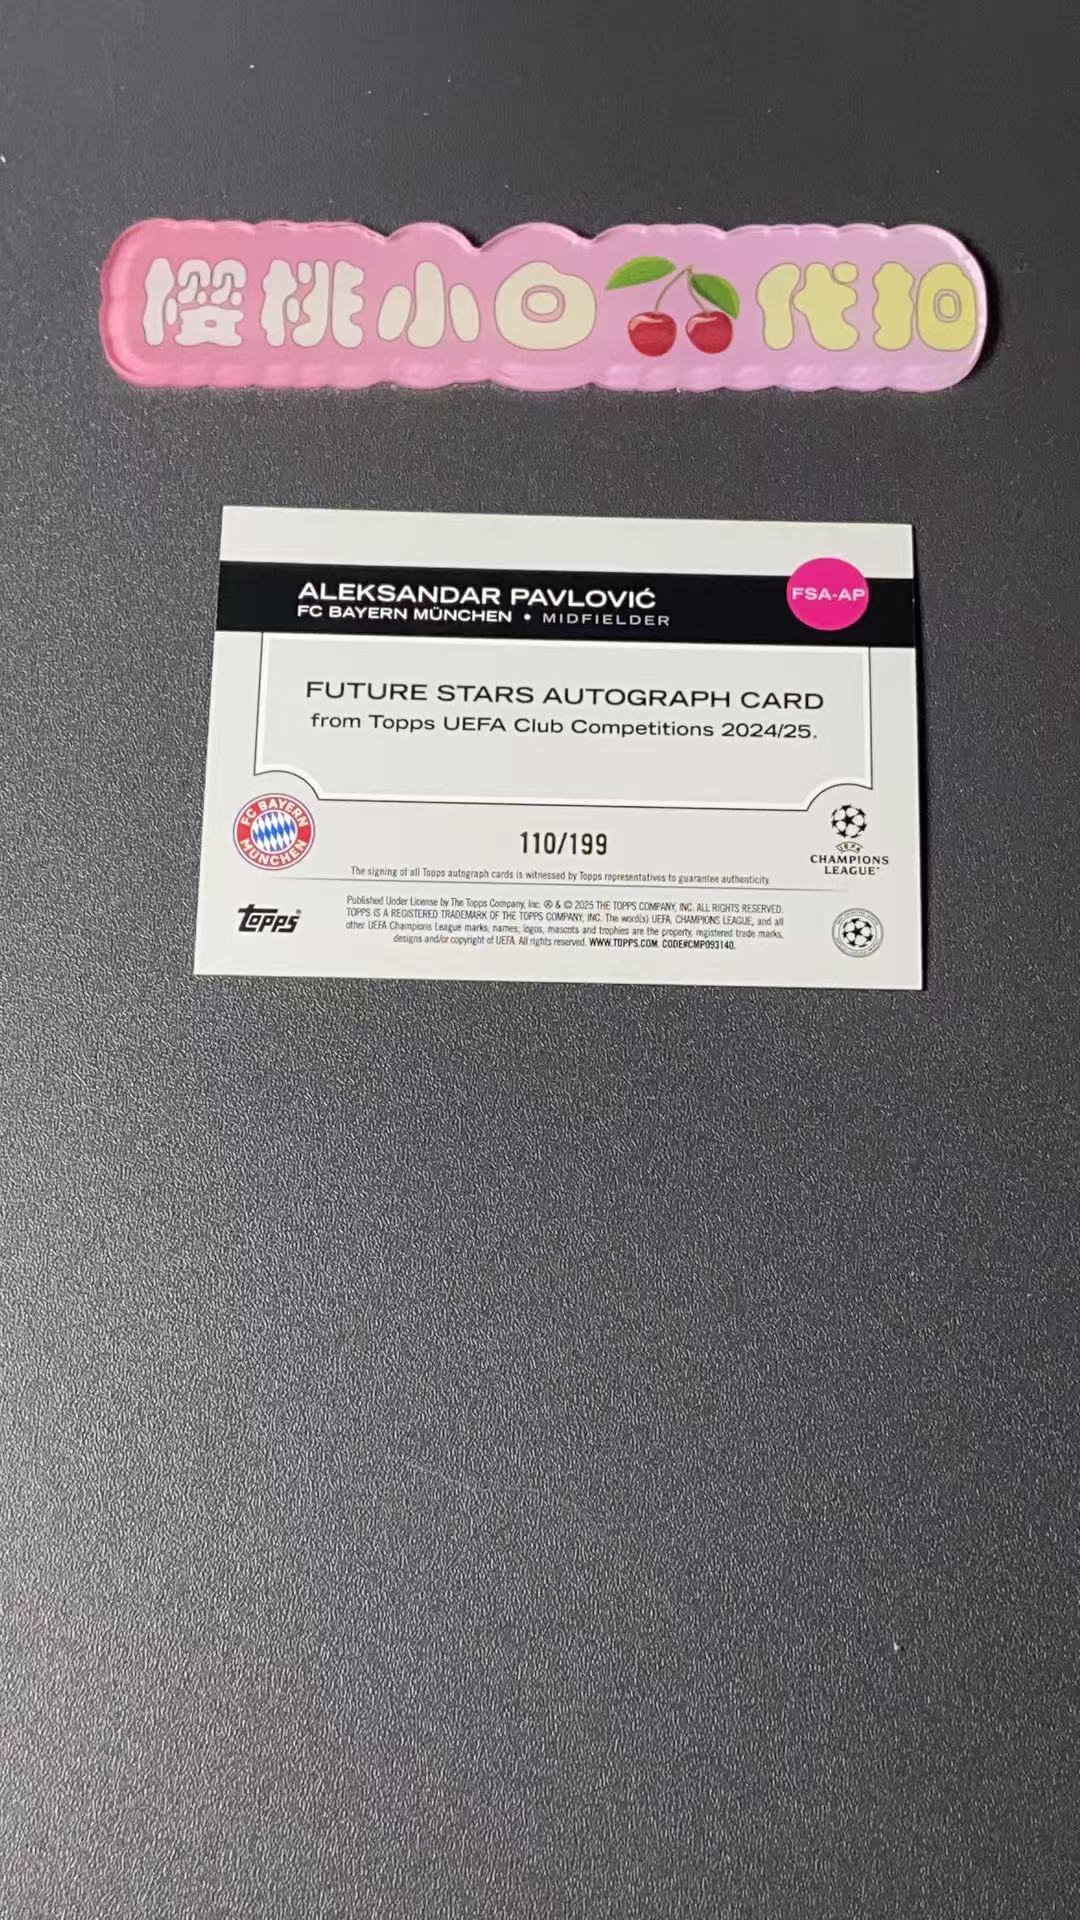 樱桃小口代扣
ALEKSANDAR PAVLOVIĆ
FC BAYERN MÜNCHEN • MIDFIELDER
FSA-AP
FUTURE STARS AUTOGRAPH CARD
from Topps UEFA Club Competitions 2024/25.
FC BAYERN
MÜNCHEN
110/199
UEFA
CHAMPIONS
LEAGUE®
The signing of all Topps autograph cards is witnessed by Topps representatives to guarantee authenticity.
topps®
Published Under License by The Topps Company, Inc. ® & © 2025 THE TOPPS COMPANY, INC. ALL RIGHTS RESERVED.
TOPPS IS A REGISTERED TRADEMARK OF THE TOPPS COMPANY, INC. The word(s) UEFA, CHAMPIONS LEAGUE, and all
other UEFA Champions League marks, names, logos, mascots and trophies are the property, registered trade marks,
designs and/or copyright of UEFA. All rights reserved. WWW.TOPPS.COM. CODE#CMP093140.